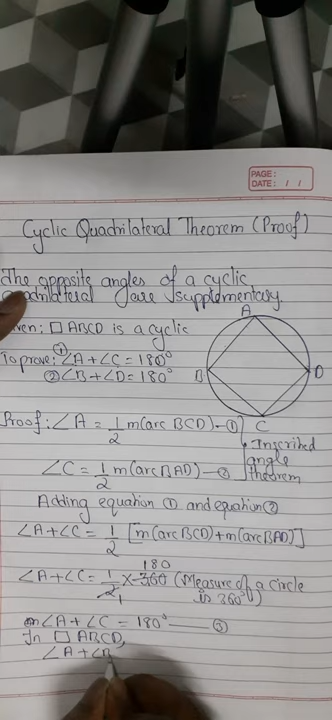 PAGE:
DATE: / /
Cyclic Quadrilateral Theorem (Proof)
The opposite angles of a cyclic
quadrilateral are supplementary.
A
B
D
C
ven: □ ABCD is a cyclic
To prove: ① ∠A + ∠C = 180°
② ∠B + ∠D = 180°
Proof: ∠A = 1/2 m(arc BCD) — ①
∠C = 1/2 m(arc BAD) — ②
Inscribed
angle
theorem
Adding equation ① and equation ②
∠A + ∠C = 1/2 [m(arc BCD) + m(arc BAD)]
∠A + ∠C = 1/2 × 360 180 (Measure of a circle
is 360°)
1
∠A + ∠C = 180° — ③
In □ ABCD,
∠A + ∠B